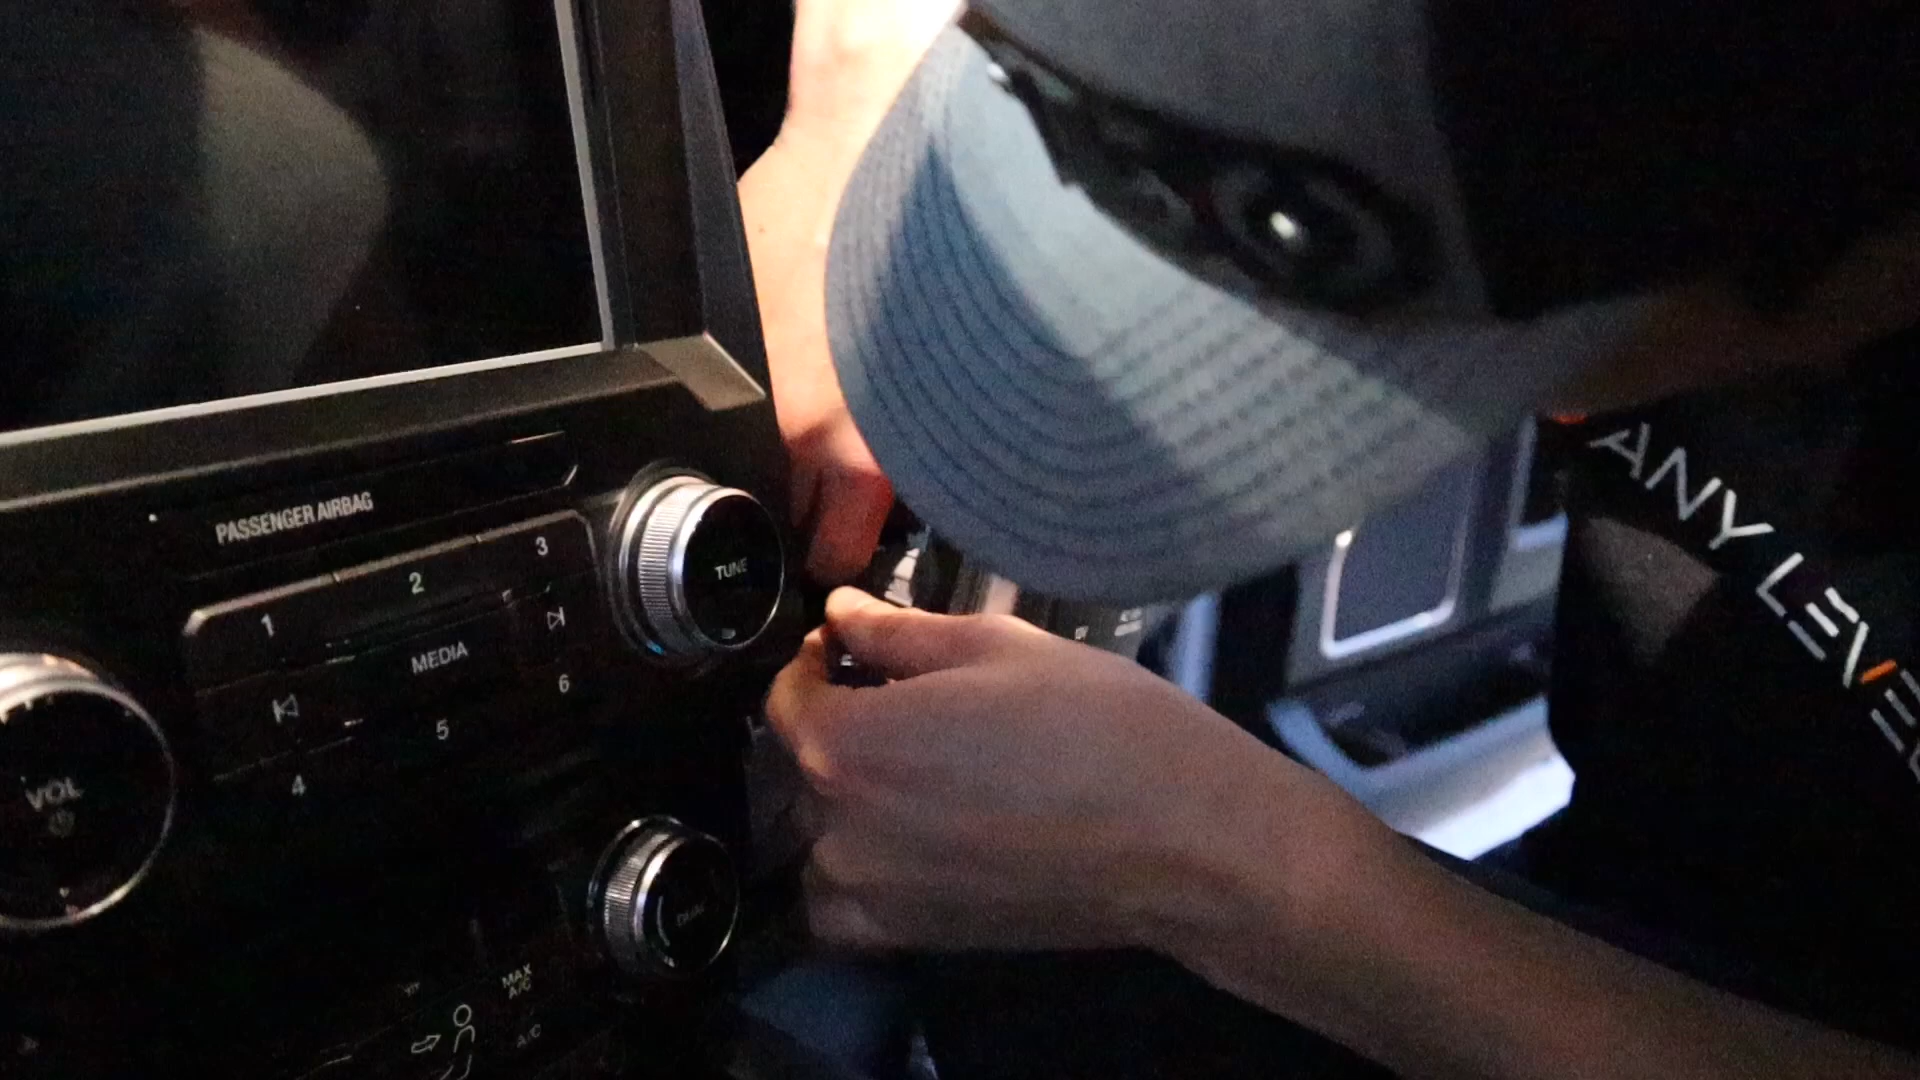 PASSENGER AIRBAG
1
2
3
TUNE
MEDIA
4
5
6
VOL
MAX
A/C
A/C
ANY LEVEL